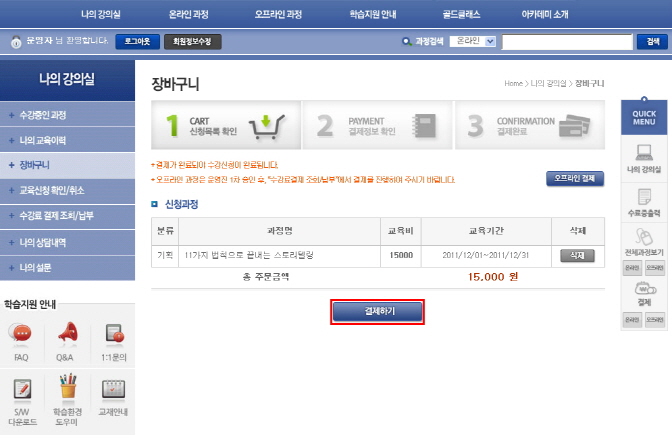 나의 강의실 온라인 과정 오프라인 과정 학습지원 안내 골드클래스 아카데미 소개
운영자 님 환영합니다. 로그아웃 회원정보수정 과정검색 온라인 검색
나의 강의실
+ 수강중인 과정
+ 나의 교육이력
+ 장바구니
+ 교육신청 확인/취소
+ 수강료 결제 조회/납부
+ 나의 상담내역
+ 나의 설문
학습지원 안내
FAQ Q&A 1:1문의
S/W 다운로드 학습환경 도우미 교재안내
장바구니
Home > 나의 강의실 > 장바구니
1 CART 신청목록 확인
2 PAYMENT 결제정보 확인
3 CONFIRMATION 결제완료
+ 결제가 완료되어야 수강신청이 완료됩니다.
+ 오프라인 과정은 운영진 1차 승인 후, "수강료결제 조회/납부"에서 결제를 진행하여 주시기 바랍니다.
오프라인 결제
신청과정
분류 과정명 교육비 교육기간 삭제
기획 11가지 법칙으로 끝내는 스토리텔링 15000 2011/12/01~2011/12/31 삭제
총 주문금액 15,000 원
결제하기
QUICK
MENU
나의 강의실
수료증출력
전체과정보기
온라인 오프라인
결제
온라인 오프라인